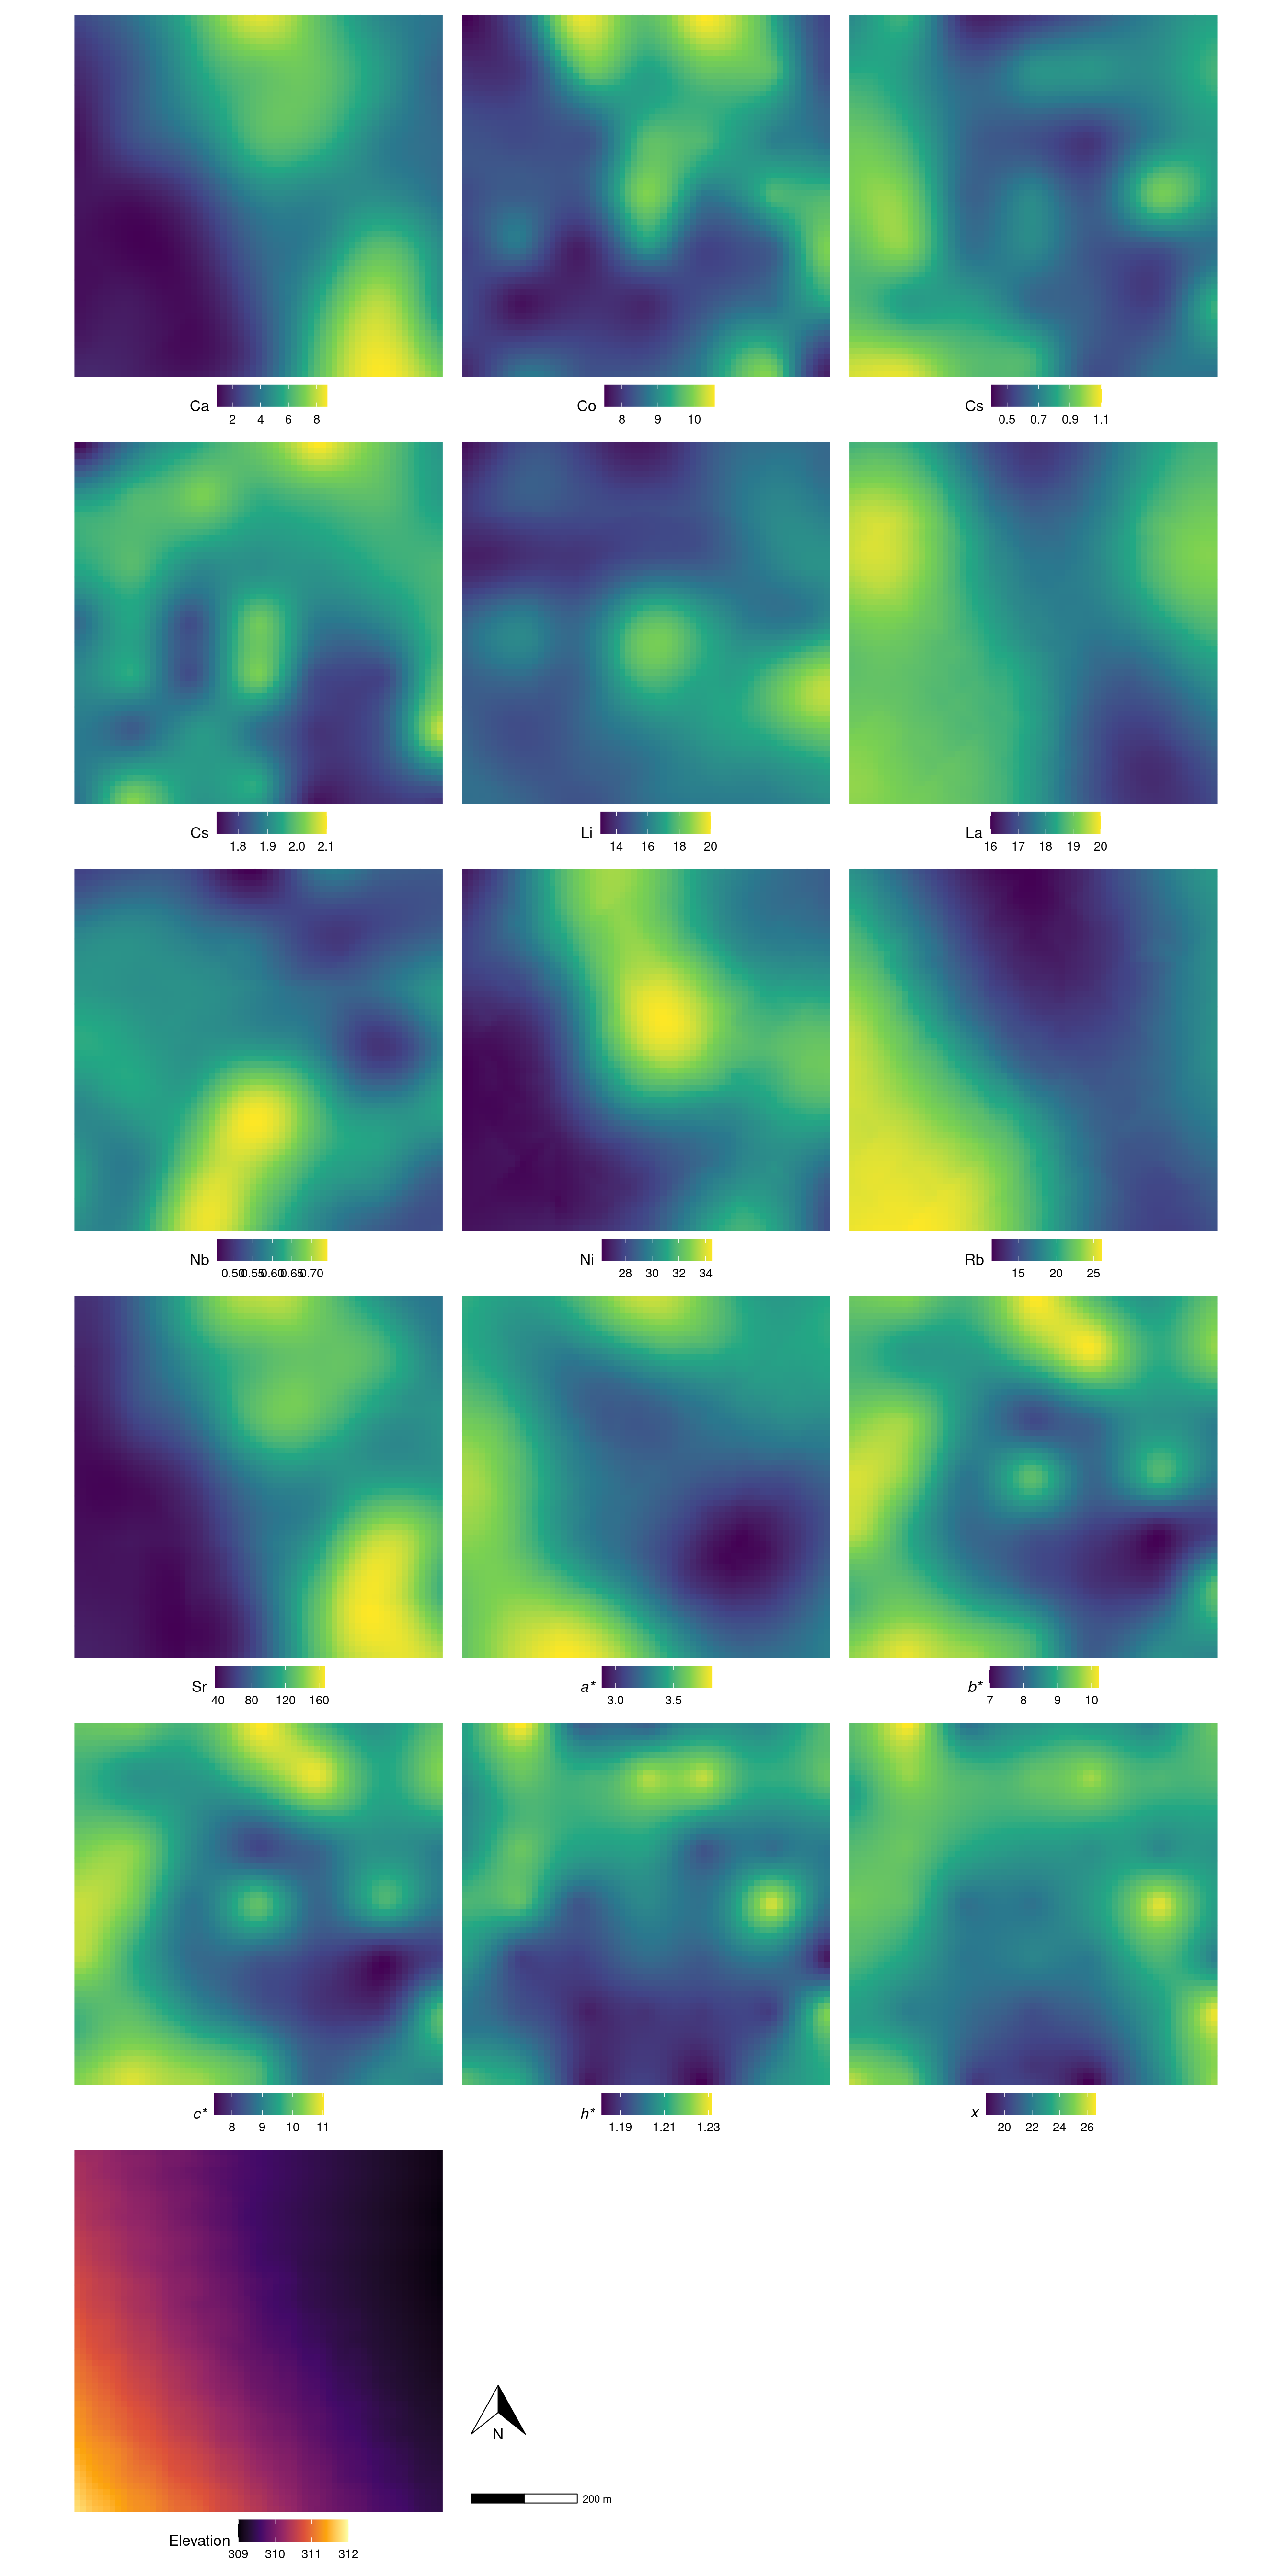 Ca 2 4 6 8
Co 8 9 10
Cs 0.5 0.7 0.9 1.1
Cs 1.8 1.9 2.0 2.1
Li 14 16 18 20
La 16 17 18 19 20
Nb 0.50 0.55 0.60 0.65 0.70
Ni 28 30 32 34
Rb 15 20 25
Sr 40 80 120 160
a* 3.0 3.5
b* 7 8 9 10
c* 8 9 10 11
h* 1.19 1.21 1.23
x 20 22 24 26
N
200 m
Elevation 309 310 311 312